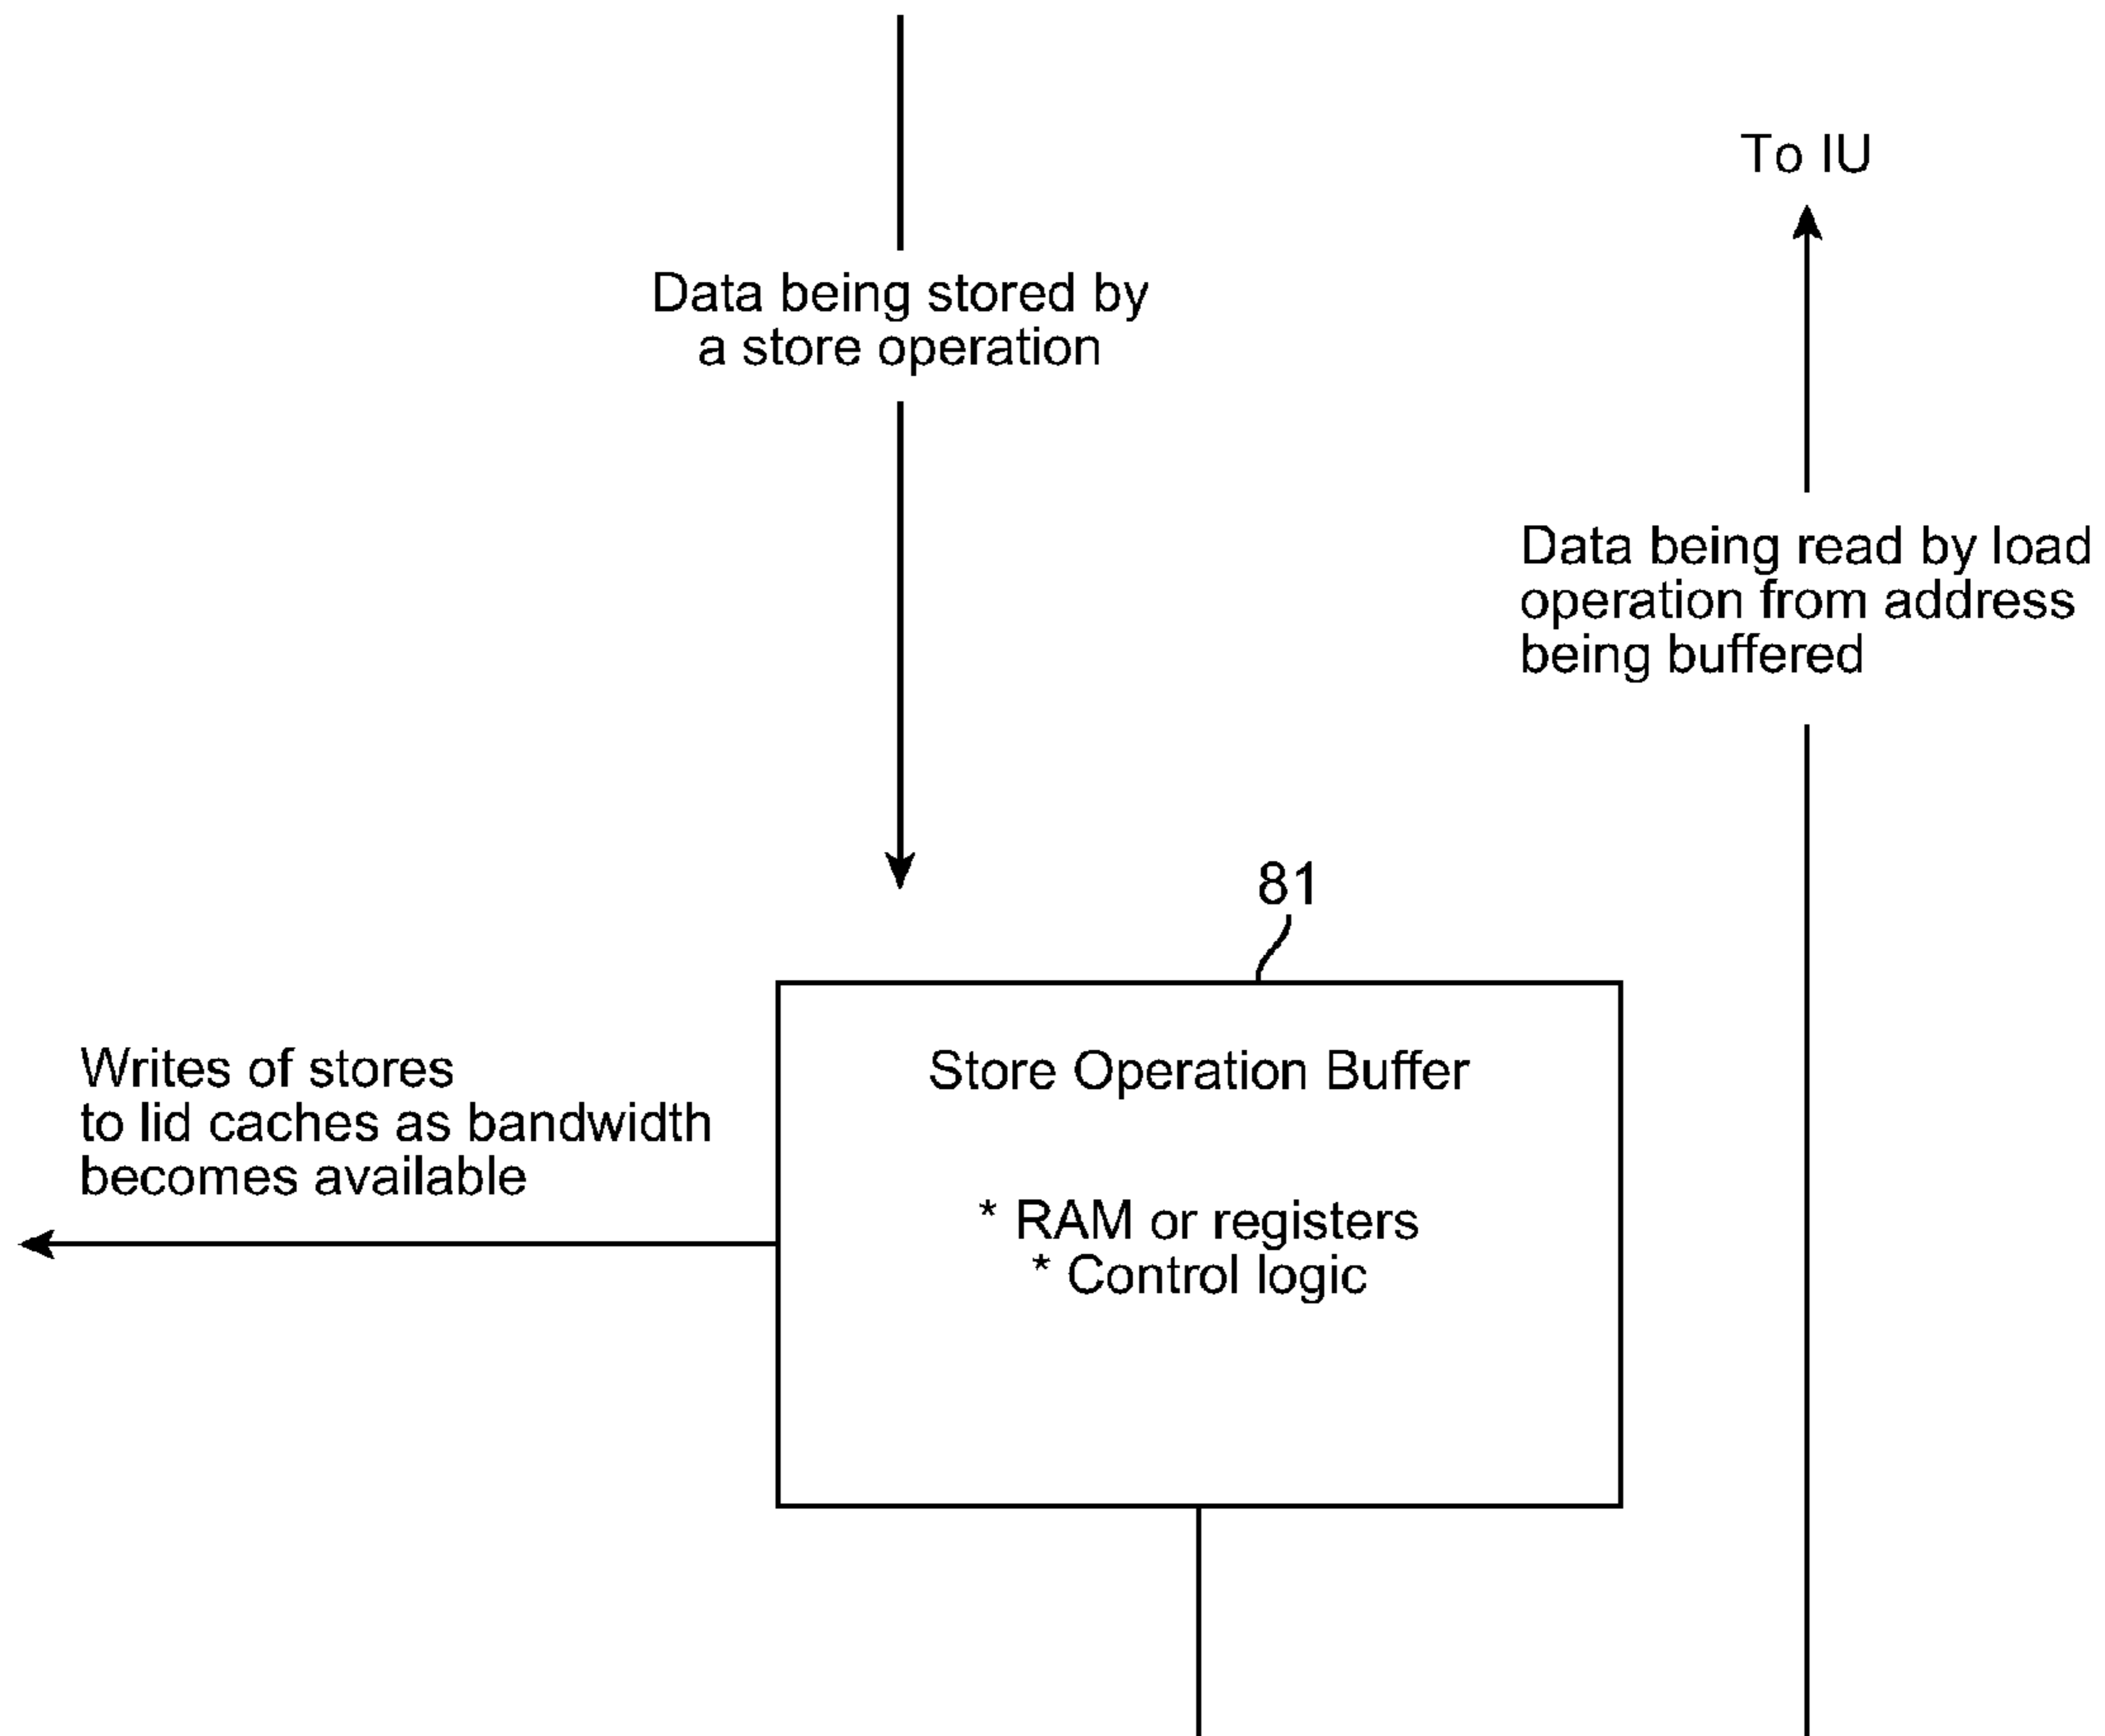 To IU
Data being stored by
a store operation
Data being read by load
operation from address
being buffered
81
Writes of stores
to lid caches as bandwidth
becomes available
Store Operation Buffer
* RAM or registers
* Control logic